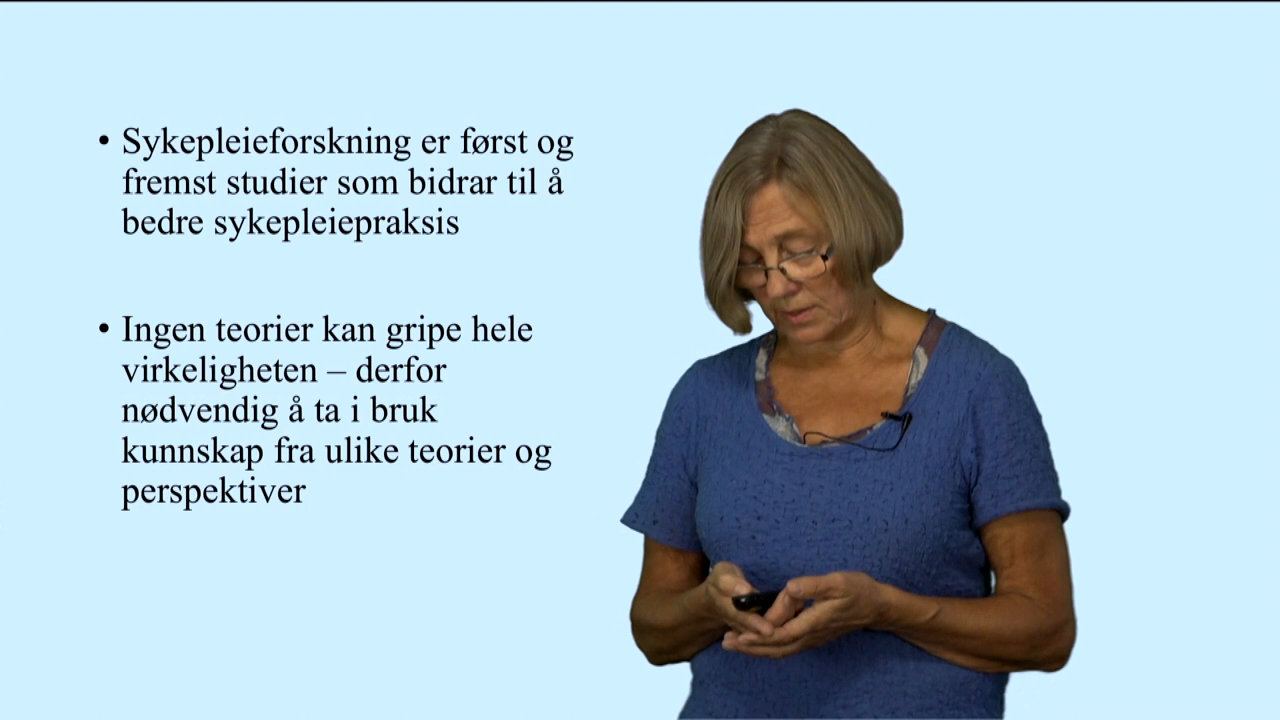 • Sykepleieforskning er først og
fremst studier som bidrar til å
bedre sykepleiepraksis
• Ingen teorier kan gripe hele
virkeligheten – derfor
nødvendig å ta i bruk
kunnskap fra ulike teorier og
perspektiver